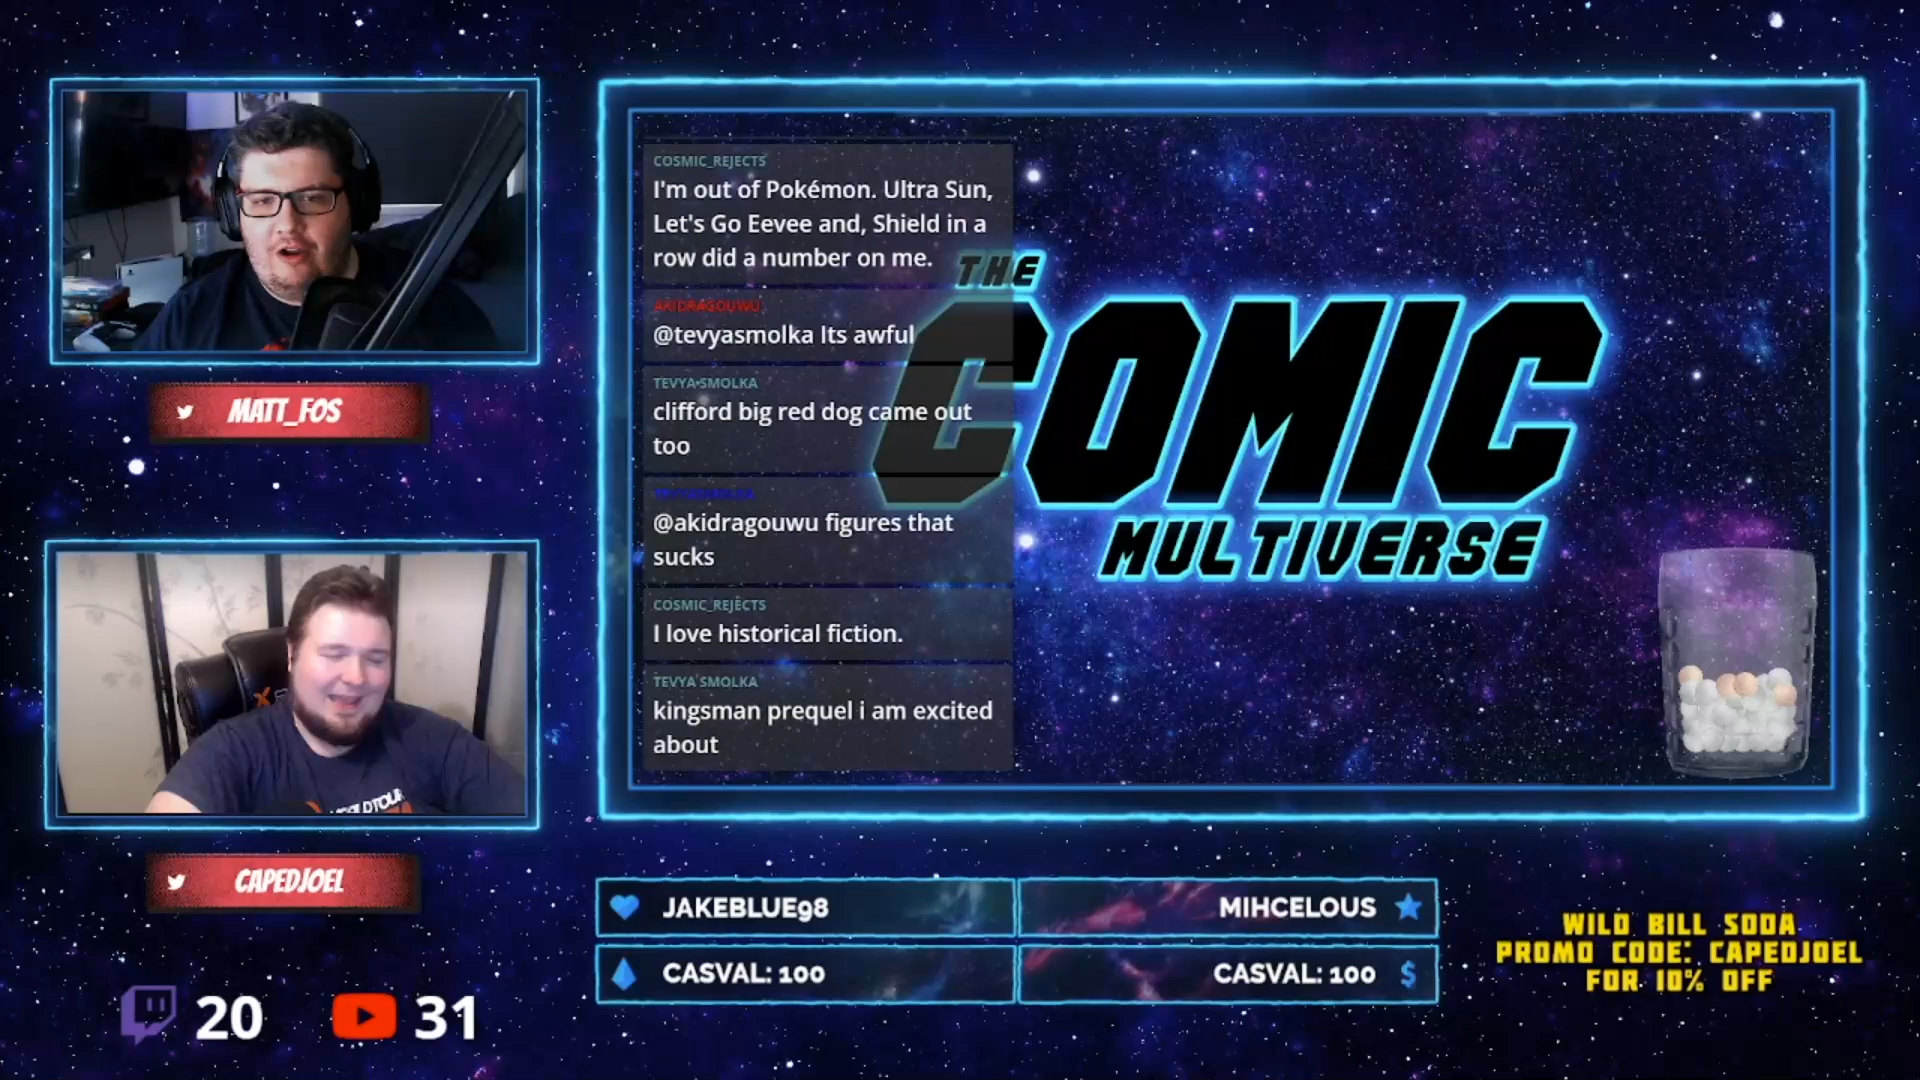 COSMIC_REJECTS
I'm out of Pokémon. Ultra Sun,
Let's Go Eevee and, Shield in a
row did a number on me.
AKIDRAGOUWU
@tevyasmolka Its awful
TEVYA SMOLKA
clifford big red dog came out
too
@akidragouwu figures that
sucks
COSMIC_REJECTS
I love historical fiction.
TEVYA SMOLKA
kingsman prequel i am excited
about
THE
COMIC
MULTIVERSE
MATT_FOS
CAPEDJOEL
20
31
JAKEBLUE98
MIHCELOUS
CASVAL: 100
CASVAL: 100
$
WILD BILL SODA
PROMO CODE: CAPEDJOEL
FOR 10% OFF